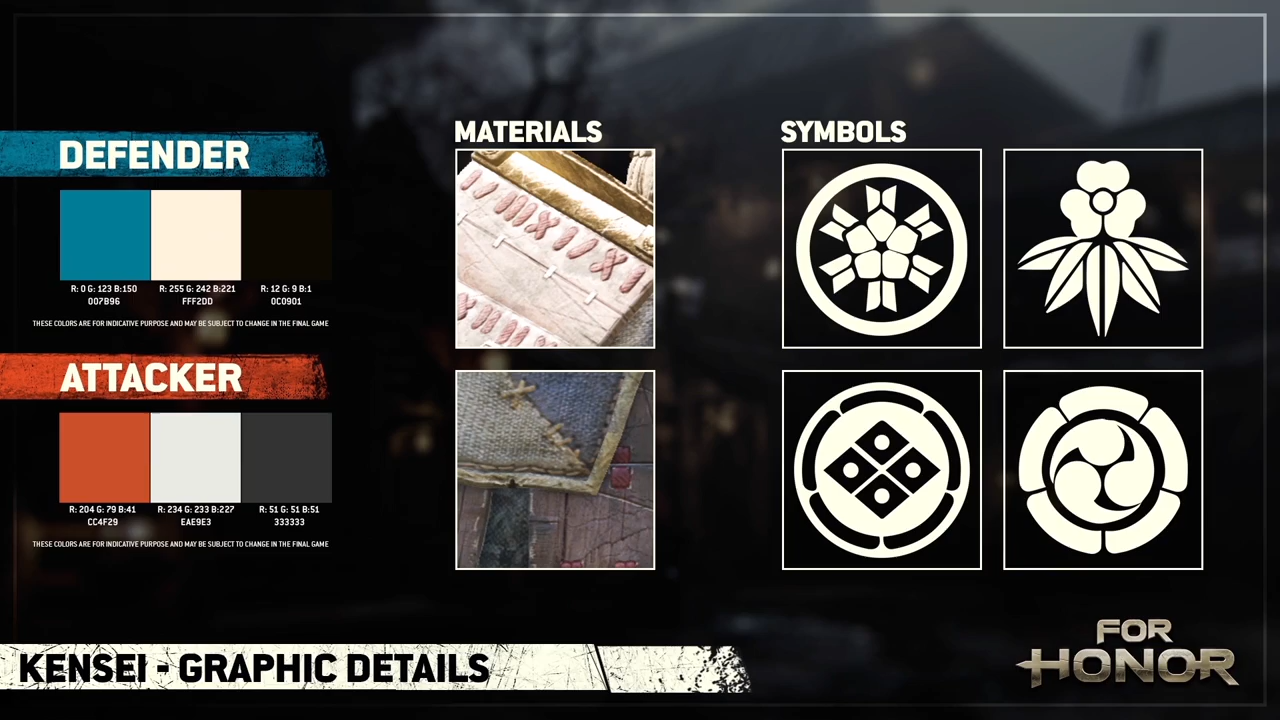 DEFENDER
R: 0 G: 123 B:150
007B96
R: 255 G: 242 B:221
FFF2DD
R: 12 G: 9 B:1
0C0901
THESE COLORS ARE FOR INDICATIVE PURPOSE AND MAY BE SUBJECT TO CHANGE IN THE FINAL GAME
ATTACKER
R: 204 G: 79 B:41
CC4F29
R: 234 G: 233 B:227
EAE9E3
R: 51 G: 51 B:51
333333
THESE COLORS ARE FOR INDICATIVE PURPOSE AND MAY BE SUBJECT TO CHANGE IN THE FINAL GAME
MATERIALS
SYMBOLS
KENSEI - GRAPHIC DETAILS
FOR
HONOR